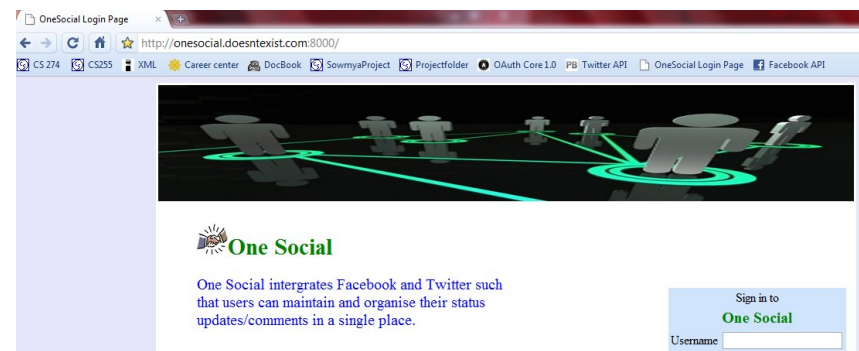 OneSocial Login Page
http://onesocial.doesntexist.com:8000/
CS 274 CS255 XML Career center DocBook SowmyaProject Projectfolder OAuth Core 1.0 PB Twitter API OneSocial Login Page Facebook API
One Social
One Social intergrates Facebook and Twitter such
that users can maintain and organise their status
updates/comments in a single place.
Sign in to
One Social
Username